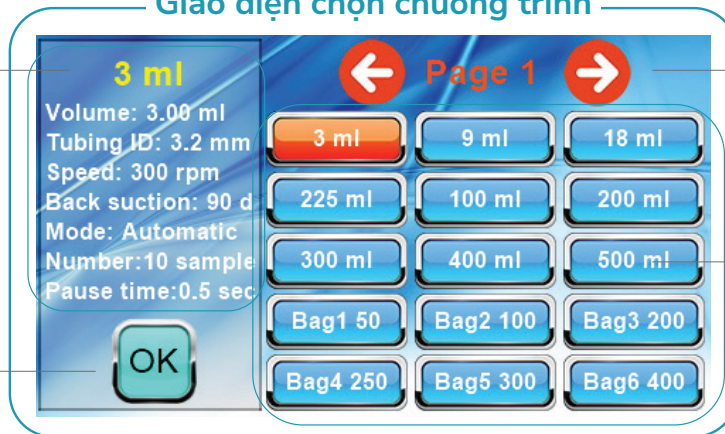 Giao diện chọn chương trình
3 ml
Volume: 3.00 ml
Tubing ID: 3.2 mm
Speed: 300 rpm
Back suction: 90 d
Mode: Automatic
Number:10 sample
Pause time:0.5 sec
OK
Page 1
3 ml
9 ml
18 ml
225 ml
100 ml
200 ml
300 ml
400 ml
500 ml
Bag1 50
Bag2 100
Bag3 200
Bag4 250
Bag5 300
Bag6 400